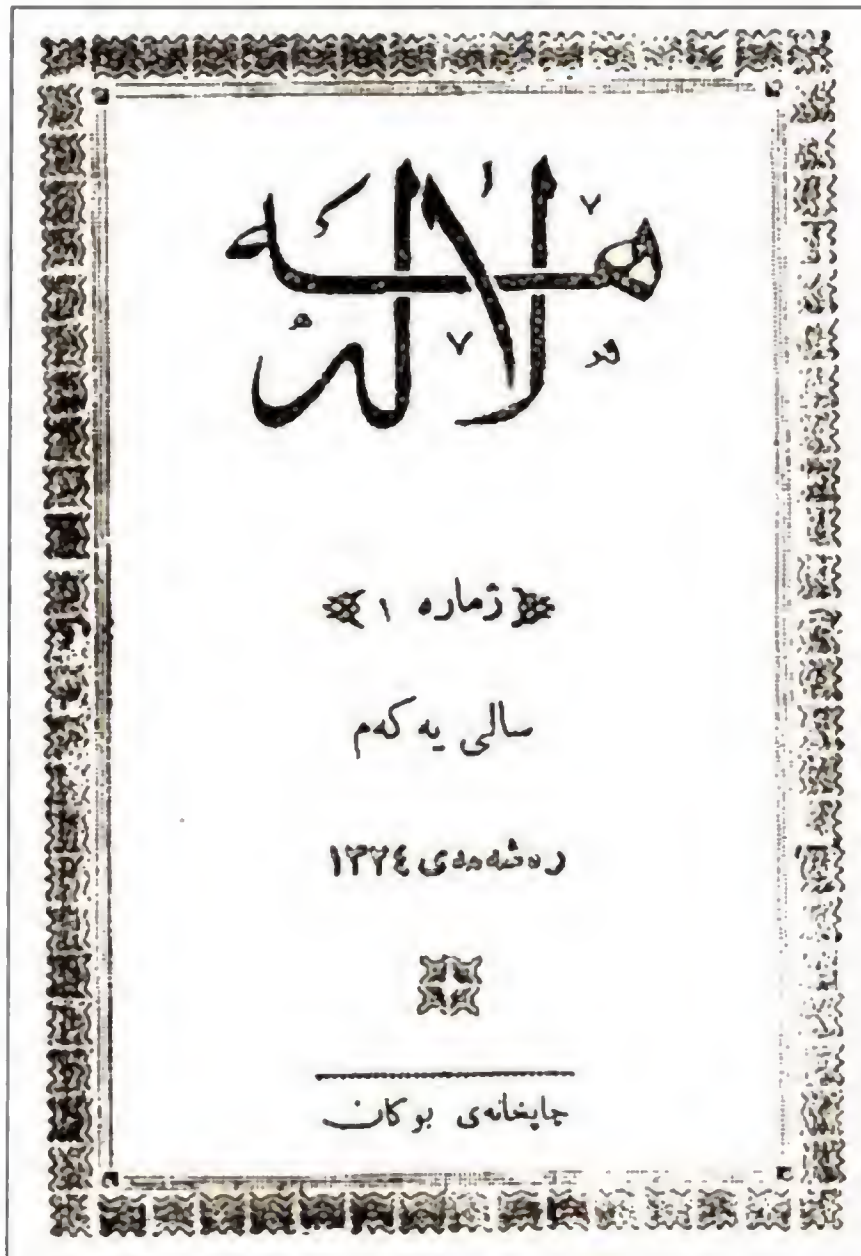 هەلالە
ژمارە ١
سالی یەکەم
رەشەمەی ١٣٢٤
چاپخانەی بوکان